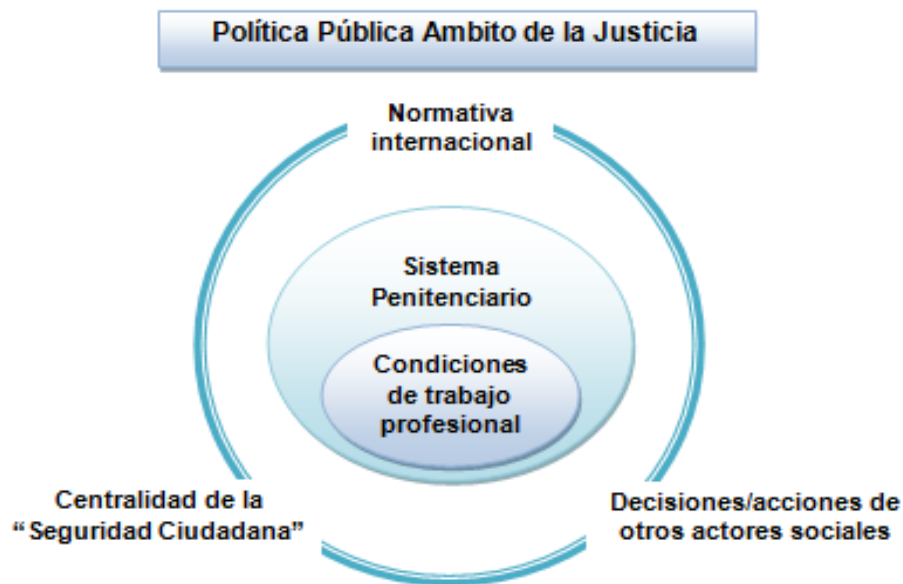 Política Pública Ambito de la Justicia
Normativa
internacional
Sistema
Penitenciario
Condiciones
de trabajo
profesional
Centralidad de la
“Seguridad Ciudadana”
Decisiones/acciones de
otros actores sociales